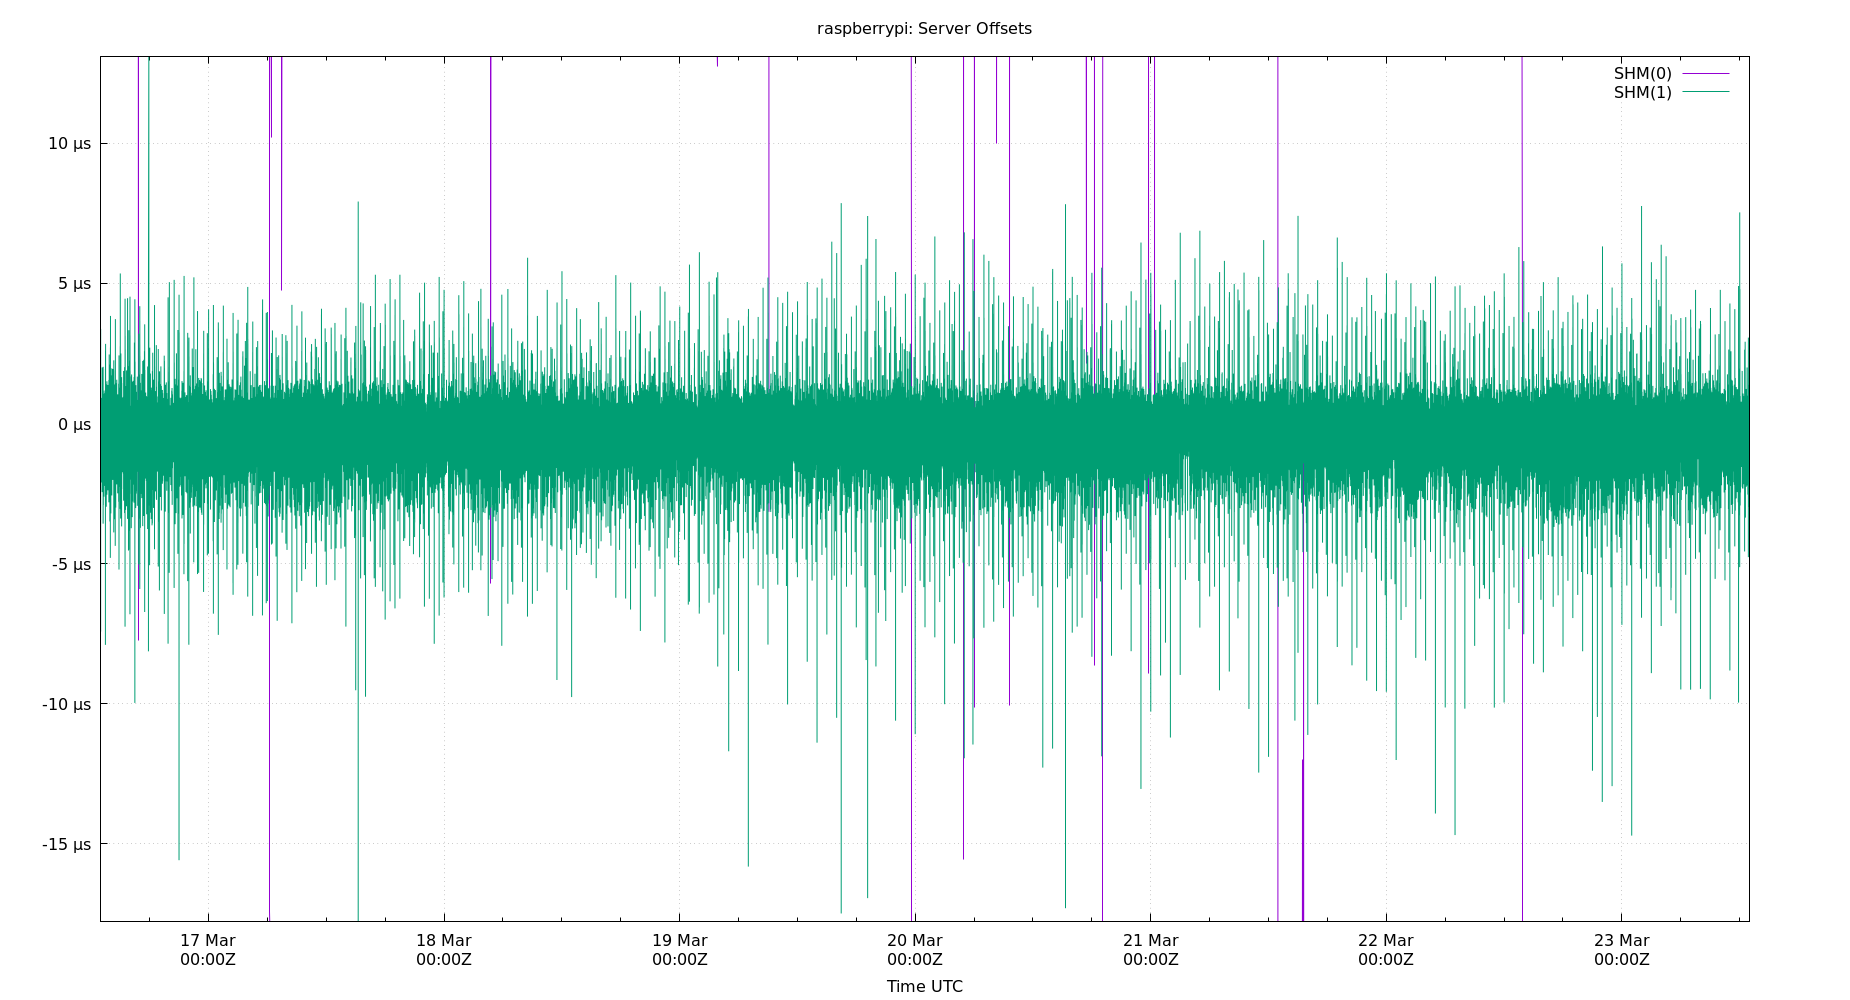 raspberrypi: Server Offsets
SHM(0)
SHM(1)
10 µs
5 µs
0 µs
-5 µs
-10 µs
-15 µs
17 Mar 18 Mar 19 Mar 20 Mar 21 Mar 22 Mar 23 Mar
00:00Z 00:00Z 00:00Z 00:00Z 00:00Z 00:00Z 00:00Z
Time UTC